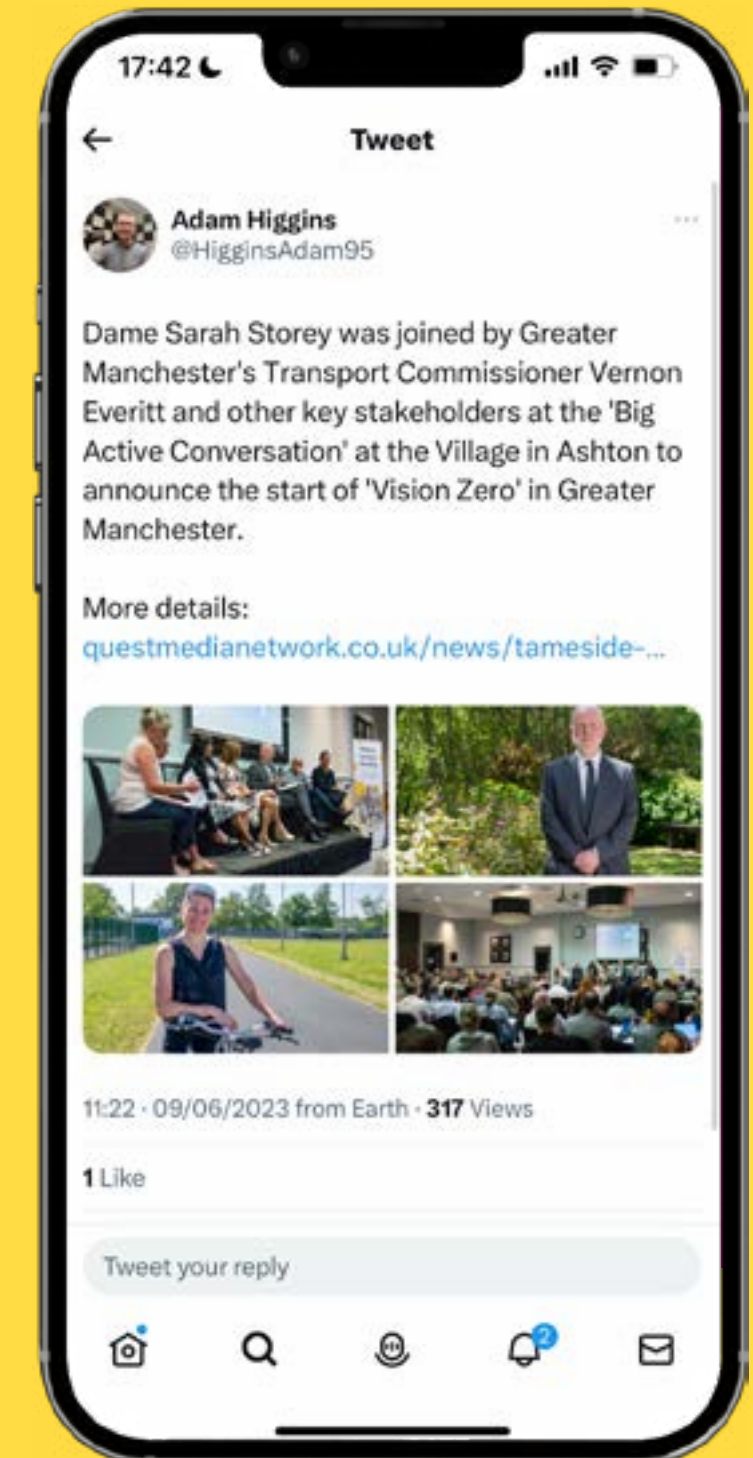 17:42
Tweet
Adam Higgins
@HigginsAdam95
Dame Sarah Storey was joined by Greater
Manchester's Transport Commissioner Vernon
Everitt and other key stakeholders at the 'Big
Active Conversation' at the Village in Ashton to
announce the start of 'Vision Zero' in Greater
Manchester.
More details:
questmedianetwork.co.uk/news/tameside-...
11:22 · 09/06/2023 from Earth · 317 Views
1 Like
Tweet your reply
2